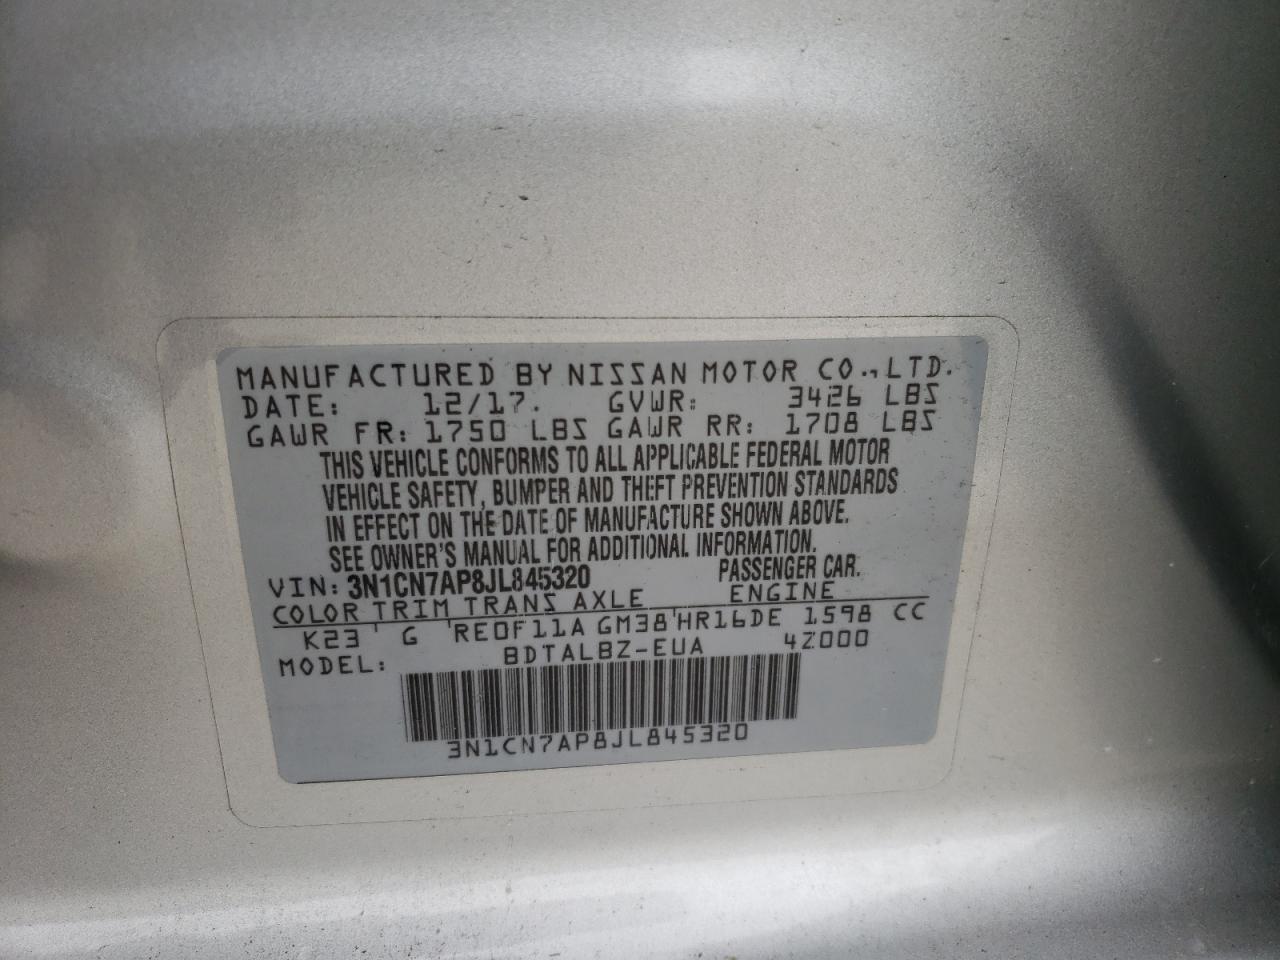 MANUFACTURED BY NISSAN MOTOR CO., LTD.
DATE: 12/17. GVWR: 3426 LBS
GAWR FR: 1750 LBS GAWR RR: 1708 LBS
THIS VEHICLE CONFORMS TO ALL APPLICABLE FEDERAL MOTOR
VEHICLE SAFETY, BUMPER AND THEFT PREVENTION STANDARDS
IN EFFECT ON THE DATE OF MANUFACTURE SHOWN ABOVE.
SEE OWNER'S MANUAL FOR ADDITIONAL INFORMATION.
VIN: 3N1CN7AP8JL845320 PASSENGER CAR.
COLOR TRIM TRANS AXLE ENGINE
K23 ' G 'RE0F11A GM38'HR16DE 1598 CC
MODEL: BDTALBZ-EUA 4Z000
3N1CN7AP8JL845320